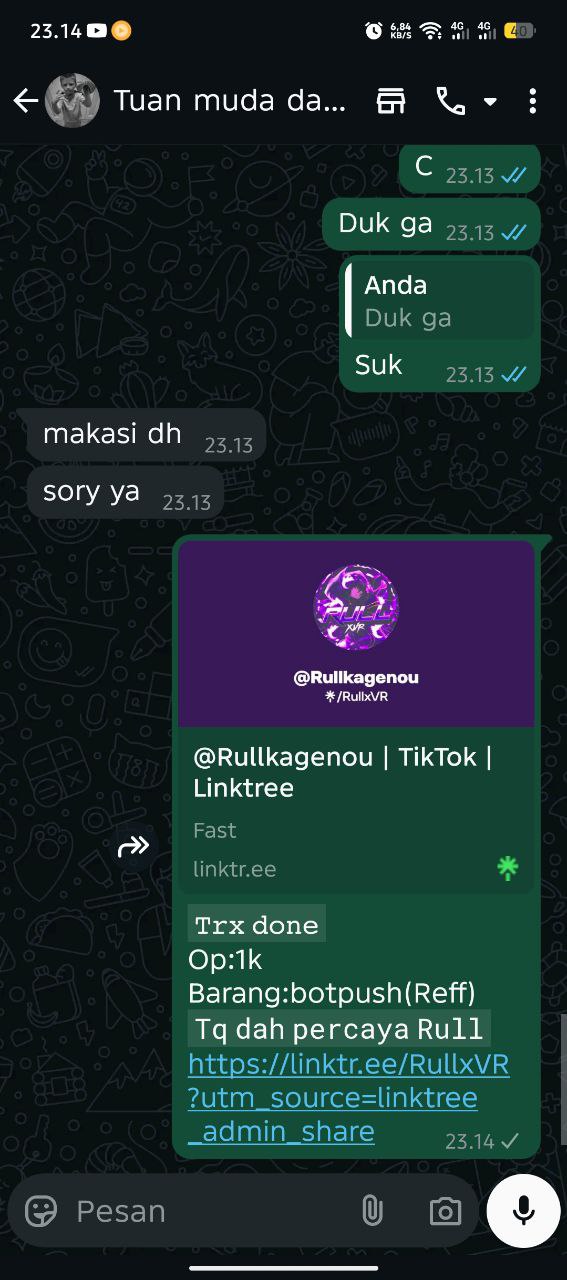 23.14
6,84
KB/S
4G
4G
40
Tuan muda da...
C 23.13
Duk ga 23.13
Anda
Duk ga
Suk 23.13
makasi dh 23.13
sory ya 23.13
RULL
XVR
@Rullkagenou
/RullxVR
@Rullkagenou | TikTok |
Linktree
Fast
linktr.ee
Trx done
Op:1k
Barang:botpush(Reff)
Tq dah percaya Rull
https://linktr.ee/RullxVR
?utm_source=linktree
_admin_share 23.14
Pesan